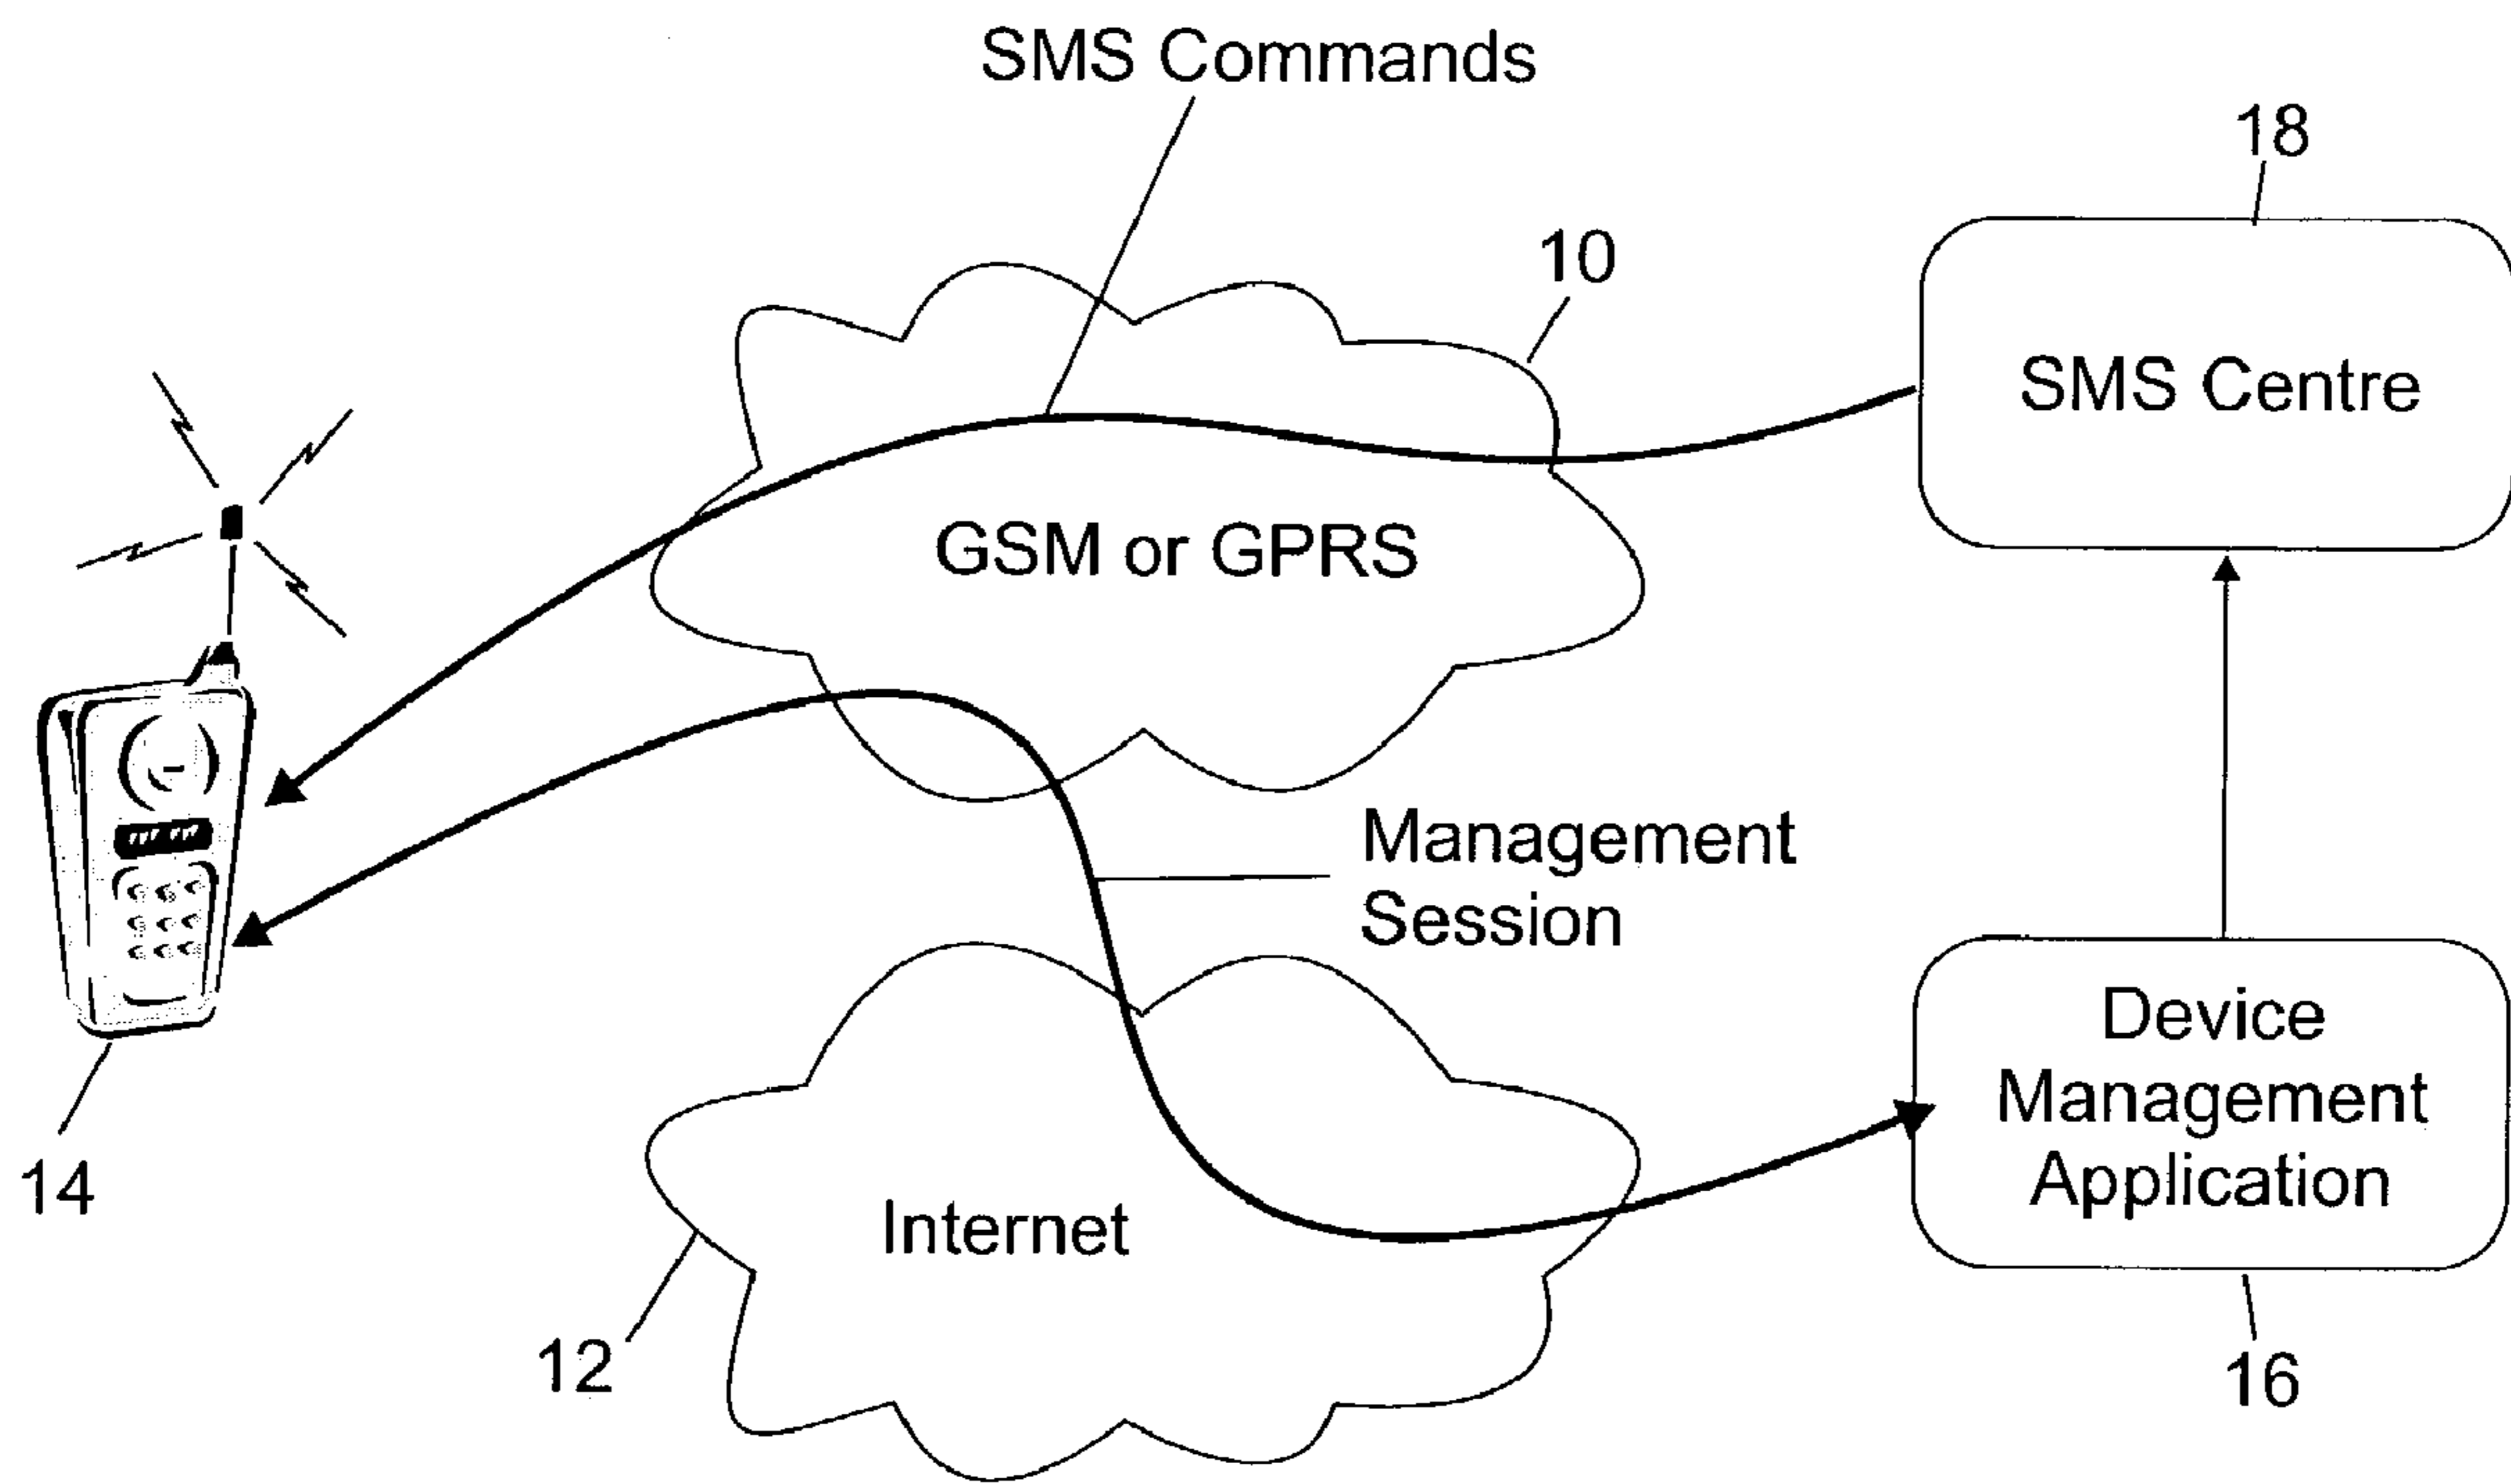 SMS Commands
18
10
SMS Centre
GSM or GPRS
Management
Session
Device
Management
Application
14
Internet
12
16